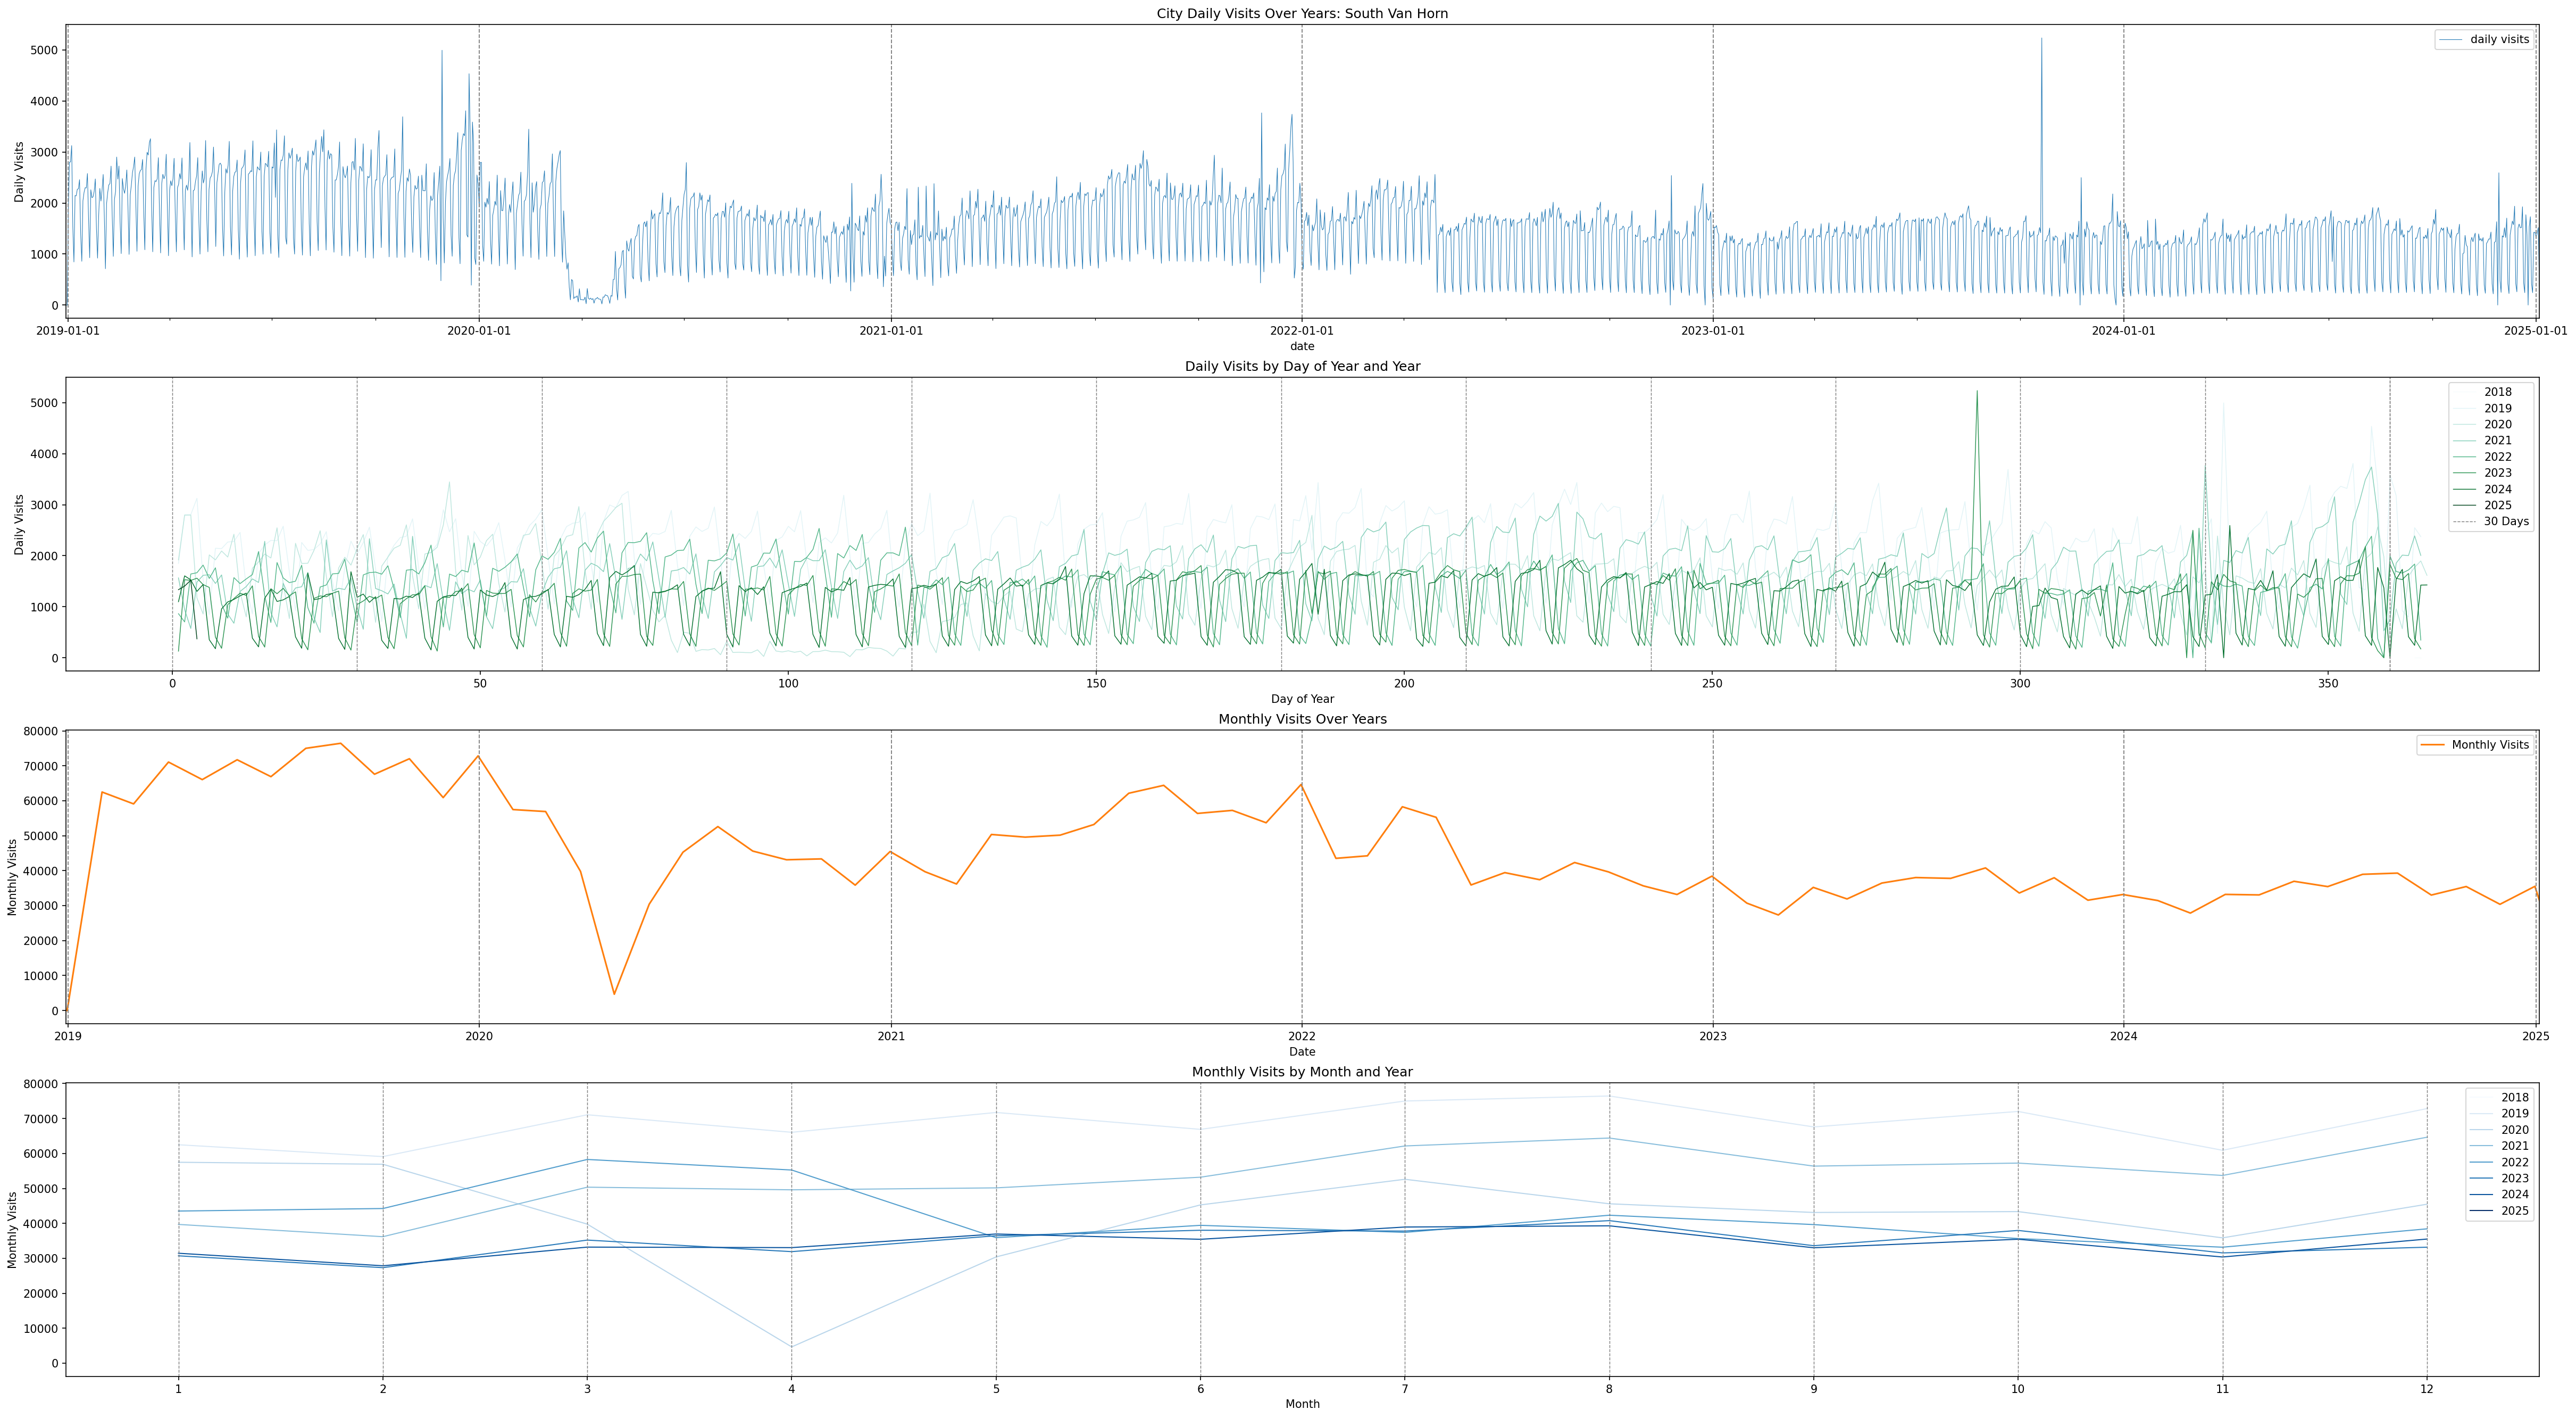 City Daily Visits Over Years: South Van Horn
Daily Visits
5000
4000
3000
2000
1000
0
daily visits
2019-01-01 2020-01-01 2021-01-01 2022-01-01 2023-01-01 2024-01-01 2025-01-01
date
Daily Visits by Day of Year and Year
Daily Visits
5000
4000
3000
2000
1000
0
2018
2019
2020
2021
2022
2023
2024
2025
30 Days
0 50 100 150 200 250 300 350
Day of Year
Monthly Visits Over Years
Monthly Visits
80000
70000
60000
50000
40000
30000
20000
10000
0
Monthly Visits
2019 2020 2021 2022 2023 2024 2025
Date
Monthly Visits by Month and Year
Monthly Visits
80000
70000
60000
50000
40000
30000
20000
10000
0
2018
2019
2020
2021
2022
2023
2024
2025
1 2 3 4 5 6 7 8 9 10 11 12
Month